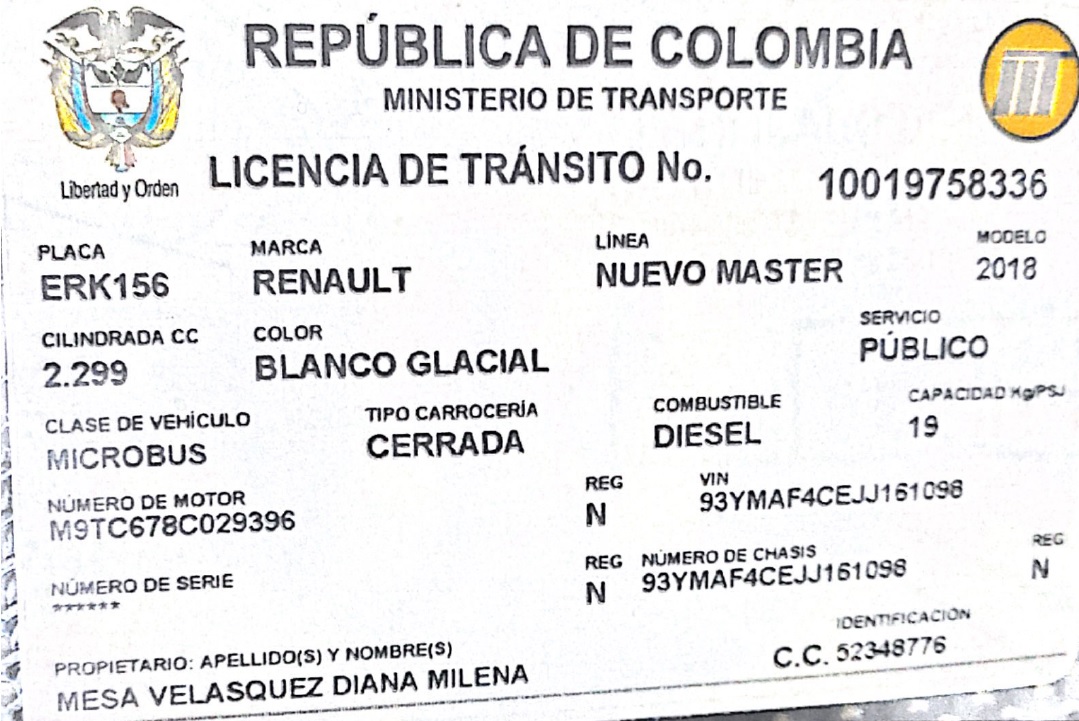 REPÚBLICA DE COLOMBIA
MINISTERIO DE TRANSPORTE
Libertad y Orden
LICENCIA DE TRÁNSITO No. 10019758336
PLACA MARCA LÍNEA MODELO
ERK156 RENAULT NUEVO MASTER 2018
CILINDRADA CC COLOR SERVICIO
2.299 BLANCO GLACIAL PÚBLICO
CLASE DE VEHÍCULO TIPO CARROCERÍA COMBUSTIBLE CAPACIDAD Kg/PSJ
MICROBUS CERRADA DIESEL 19
NÚMERO DE MOTOR REG VIN
M9TC678C029396 N 93YMAF4CEJJ161098
NÚMERO DE SERIE REG NÚMERO DE CHASIS REG
****** N 93YMAF4CEJJ161098 N
PROPIETARIO: APELLIDO(S) Y NOMBRE(S) IDENTIFICACIÓN
MESA VELASQUEZ DIANA MILENA C.C. 52348776